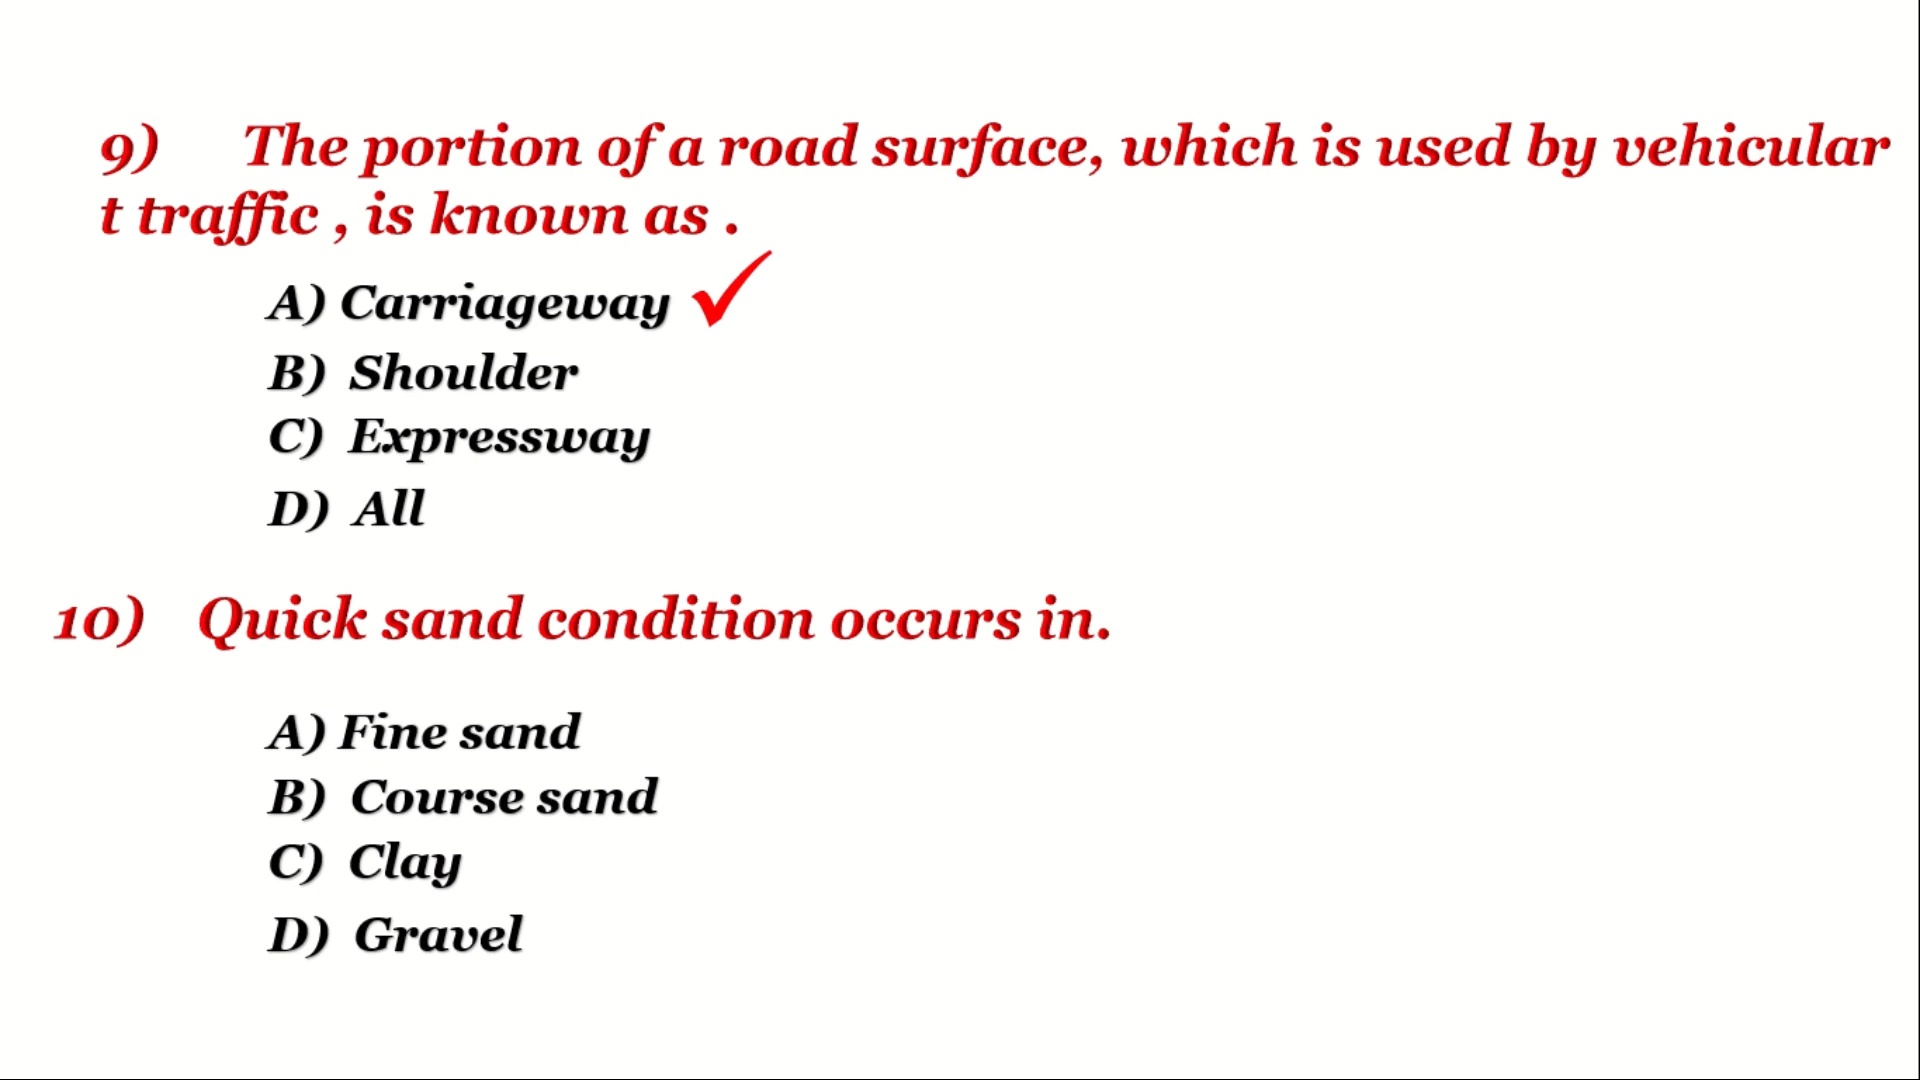 9) The portion of a road surface, which is used by vehicular
t traffic , is known as .
A) Carriageway
B) Shoulder
C) Expressway
D) All
10) Quick sand condition occurs in.
A) Fine sand
B) Course sand
C) Clay
D) Gravel